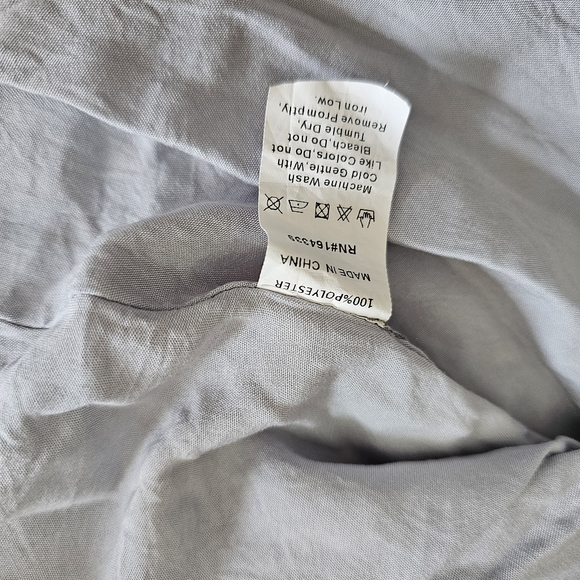 100%POLYESTER
MADE IN CHINA
RN#164339
Machine Wash
Cold Gentle,With
Like Colors,Do not
Bleach,Do not
Tumble Dry,
Remove Promptly,
iron Low.